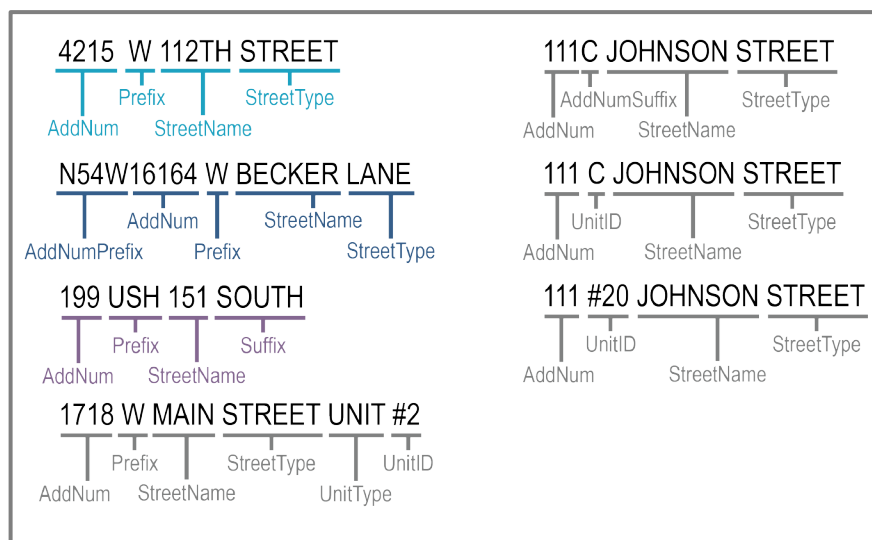 4215 W 112TH STREET
Prefix StreetType
AddNum StreetName
N54W16164 W BECKER LANE
AddNum StreetName
AddNumPrefix Prefix StreetType
199 USH 151 SOUTH
Prefix Suffix
AddNum StreetName
1718 W MAIN STREET UNIT #2
Prefix StreetType UnitID
AddNum StreetName UnitType
111C JOHNSON STREET
AddNumSuffix StreetType
AddNum StreetName
111 C JOHNSON STREET
UnitID StreetType
AddNum StreetName
111 #20 JOHNSON STREET
UnitID StreetType
AddNum StreetName